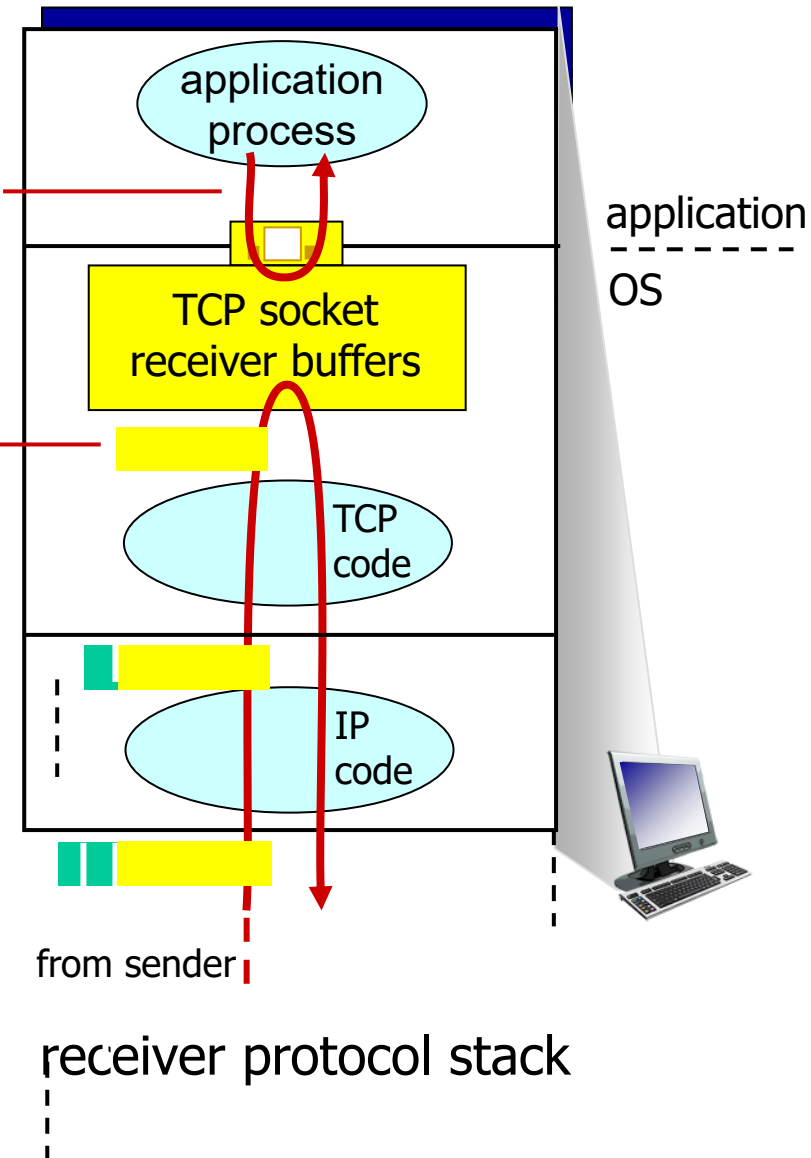 application
process
application
OS
TCP socket
receiver buffers
TCP
code
IP
code
from sender
receiver protocol stack